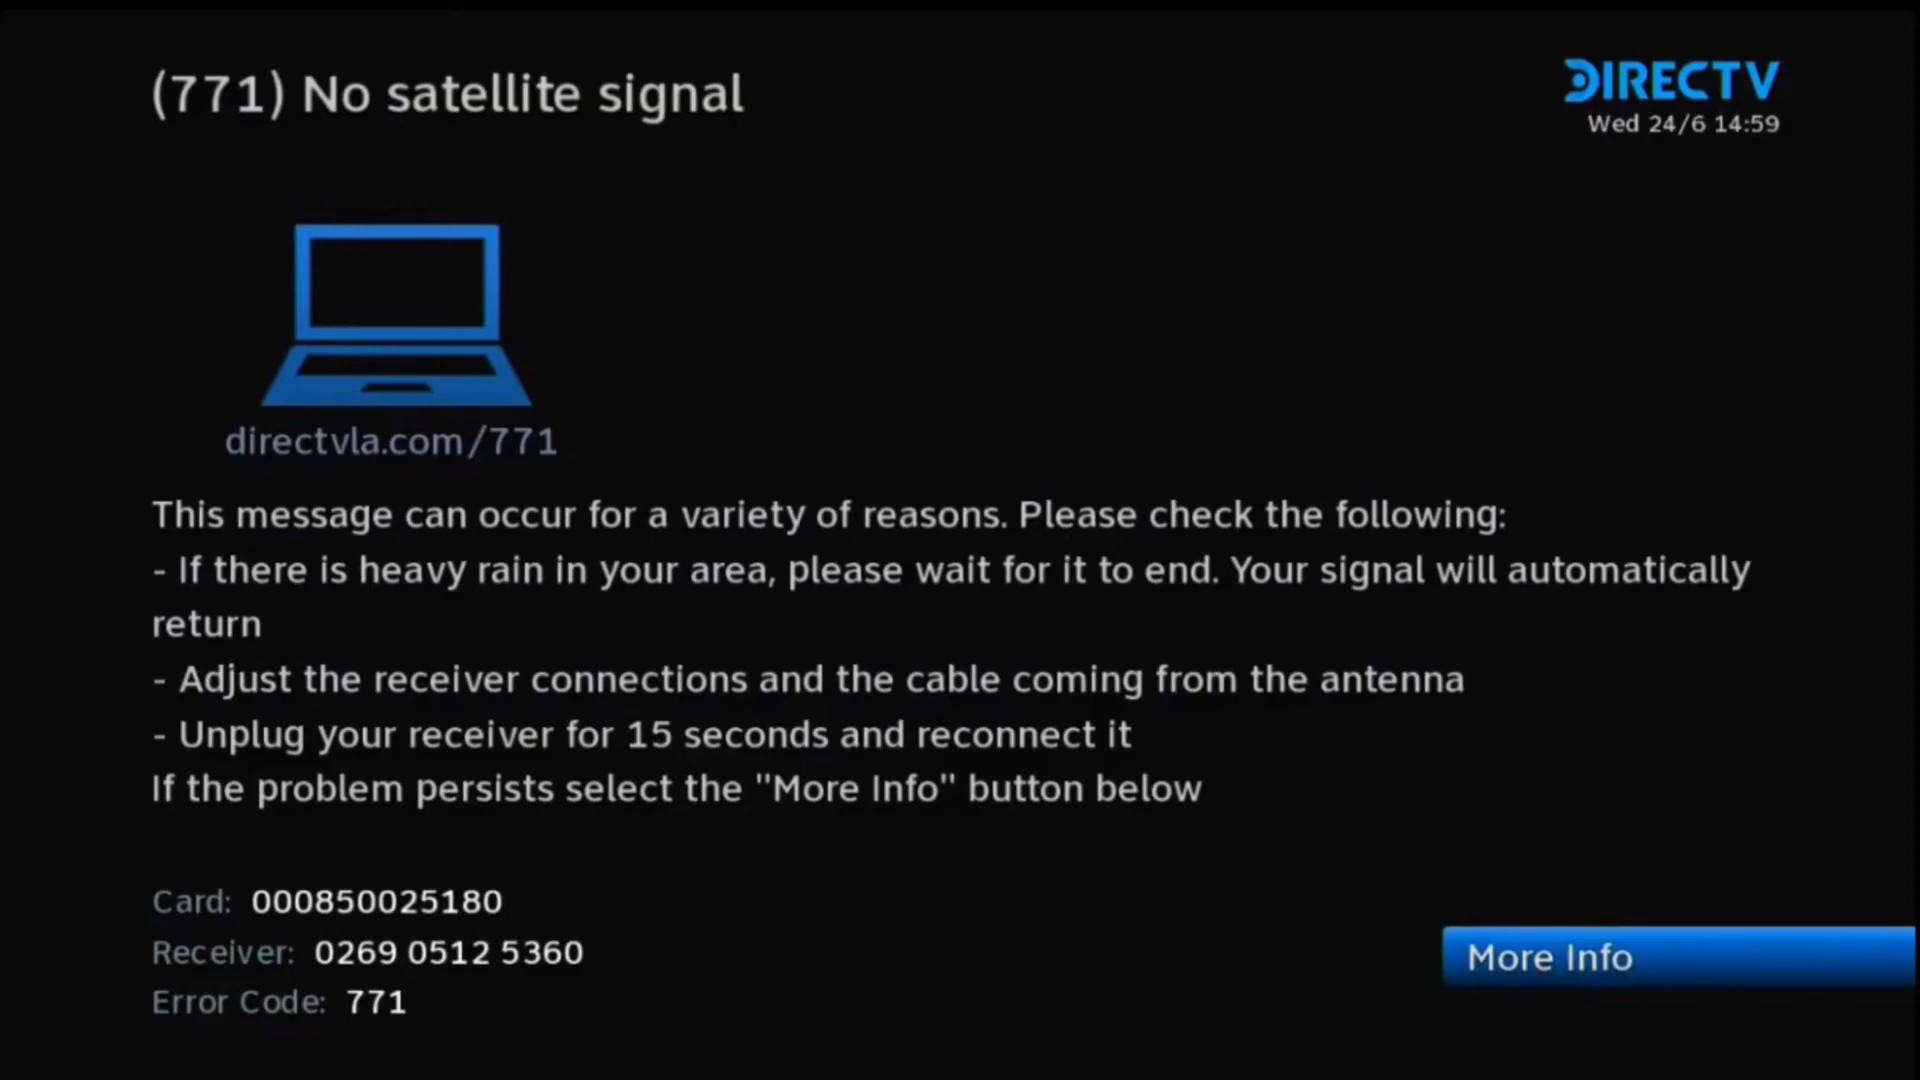 (771) No satellite signal
DIRECTV
Wed 24/6 14:59
directvla.com/771
This message can occur for a variety of reasons. Please check the following:
- If there is heavy rain in your area, please wait for it to end. Your signal will automatically
return
- Adjust the receiver connections and the cable coming from the antenna
- Unplug your receiver for 15 seconds and reconnect it
If the problem persists select the "More Info" button below
Card: 000850025180
Receiver: 0269 0512 5360
More Info
Error Code: 771